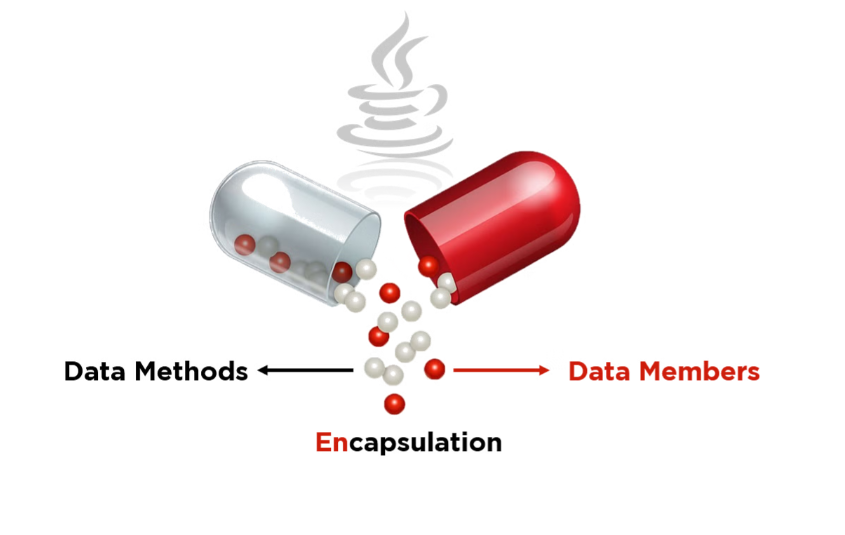 Data Methods
Data Members
Encapsulation